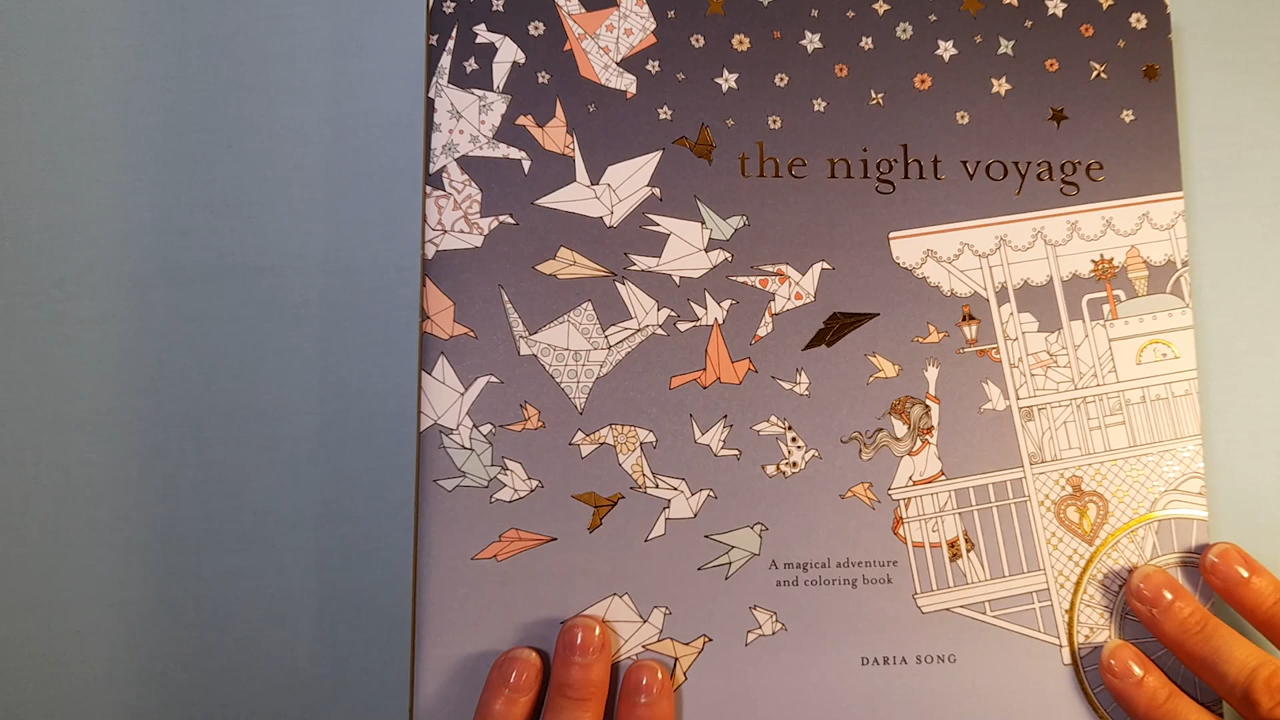 the night voyage
A magical adventure
and coloring book
DARIA SONG